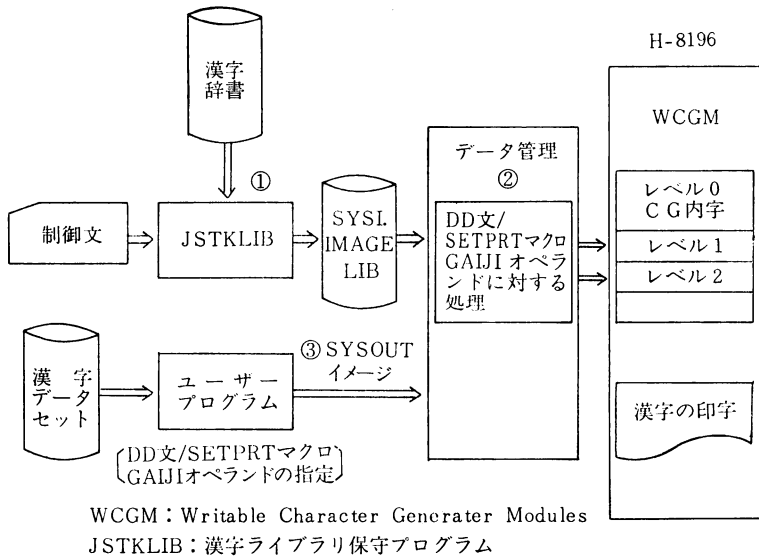 H-8196
漢字
辞書
WCGM
データ管理
①
②
レベル0
CG内字
制御文
JSTKLIB
SYSI.
IMAGE
LIB
DD文/
SETPRTマクロ
GAIJIオペラ
ンドに対する
処理
レベル1
レベル2
漢字
データ
セット
ユーザー
プログラム
③SYSOUT
イメージ
漢字の印字
DD文/SETPRTマクロ
GAIJIオペランドの指定
WCGM：Writable Character Generater Modules
JSTKLIB：漢字ライブラリ保守プログラム